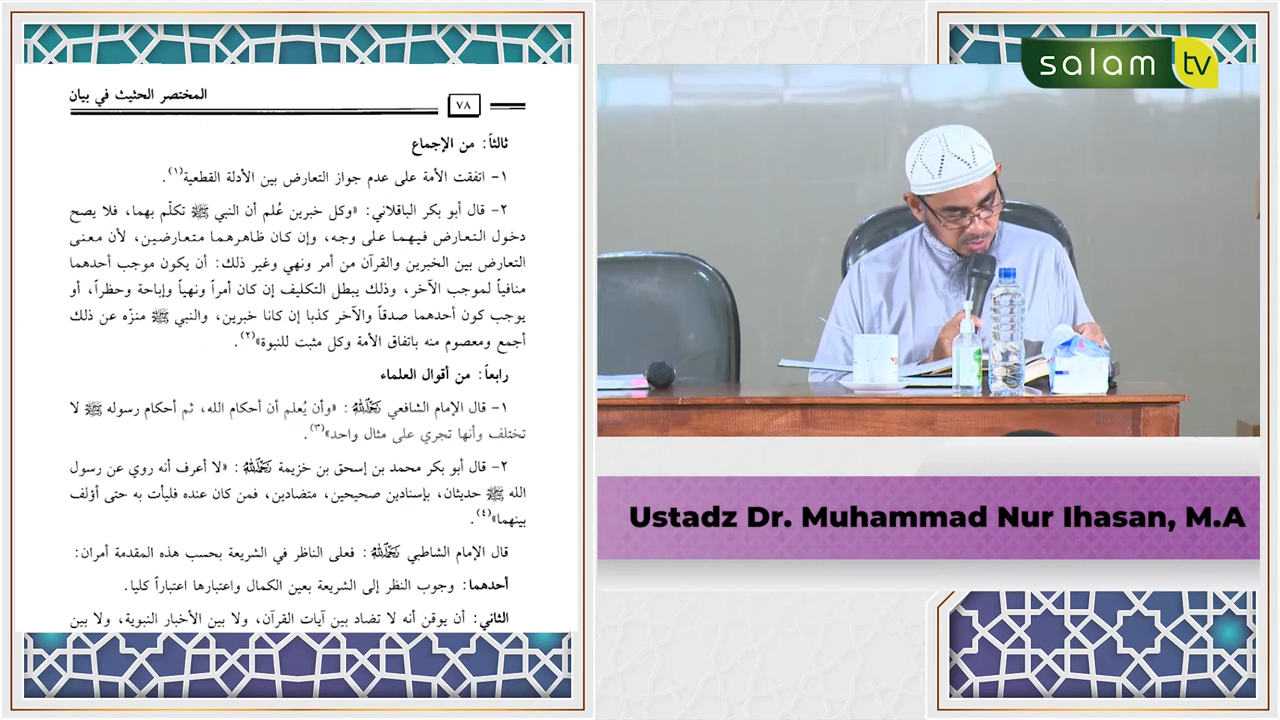 المختصر الحثيث في بيان
٧٨
ثالثاً: من الإجماع
١- اتفقت الأمة على عدم جواز التعارض بين الأدلة القطعية(١).
٢- قال أبو بكر الباقلاني: «وكل خبرين عُلم أن النبي ﷺ تكلّم بهما، فلا يصح
دخول التعارض فيهما على وجه، وإن كان ظاهرهما متعارضين، لأن معنى
التعارض بين الخبرين والقرآن من أمر ونهي وغير ذلك: أن يكون موجب أحدهما
منافياً لموجب الآخر، وذلك يبطل التكليف إن كان أمراً ونهياً وإباحة وحظراً، أو
يوجب كون أحدهما صدقاً والآخر كذبا إن كانا خبرين، والنبي ﷺ منزّه عن ذلك
أجمع ومعصوم منه باتفاق الأمة وكل مثبت للنبوة»(٢).
رابعاً: من أقوال العلماء
١- قال الإمام الشافعي رَحِمَهُ اللَّهُ: «وأن يُعلم أن أحكام الله، ثم أحكام رسوله ﷺ لا
تختلف وأنها تجري على مثال واحد»(٣).
٢- قال أبو بكر محمد بن إسحق بن خزيمة رَحِمَهُ اللَّهُ: «لا أعرف أنه روي عن رسول
الله ﷺ حديثان، بإسنادين صحيحين، متضادين، فمن كان عنده فليأت به حتى أؤلف
بينهما»(٤).
قال الإمام الشاطبي رَحِمَهُ اللَّهُ: فعلى الناظر في الشريعة بحسب هذه المقدمة أمران:
أحدهما: وجوب النظر إلى الشريعة بعين الكمال واعتبارها اعتباراً كليا.
الثاني: أن يوقن أنه لا تضاد بين آيات القرآن، ولا بين الأخبار النبوية، ولا بين
salam tv
Ustadz Dr. Muhammad Nur Ihasan, M.A